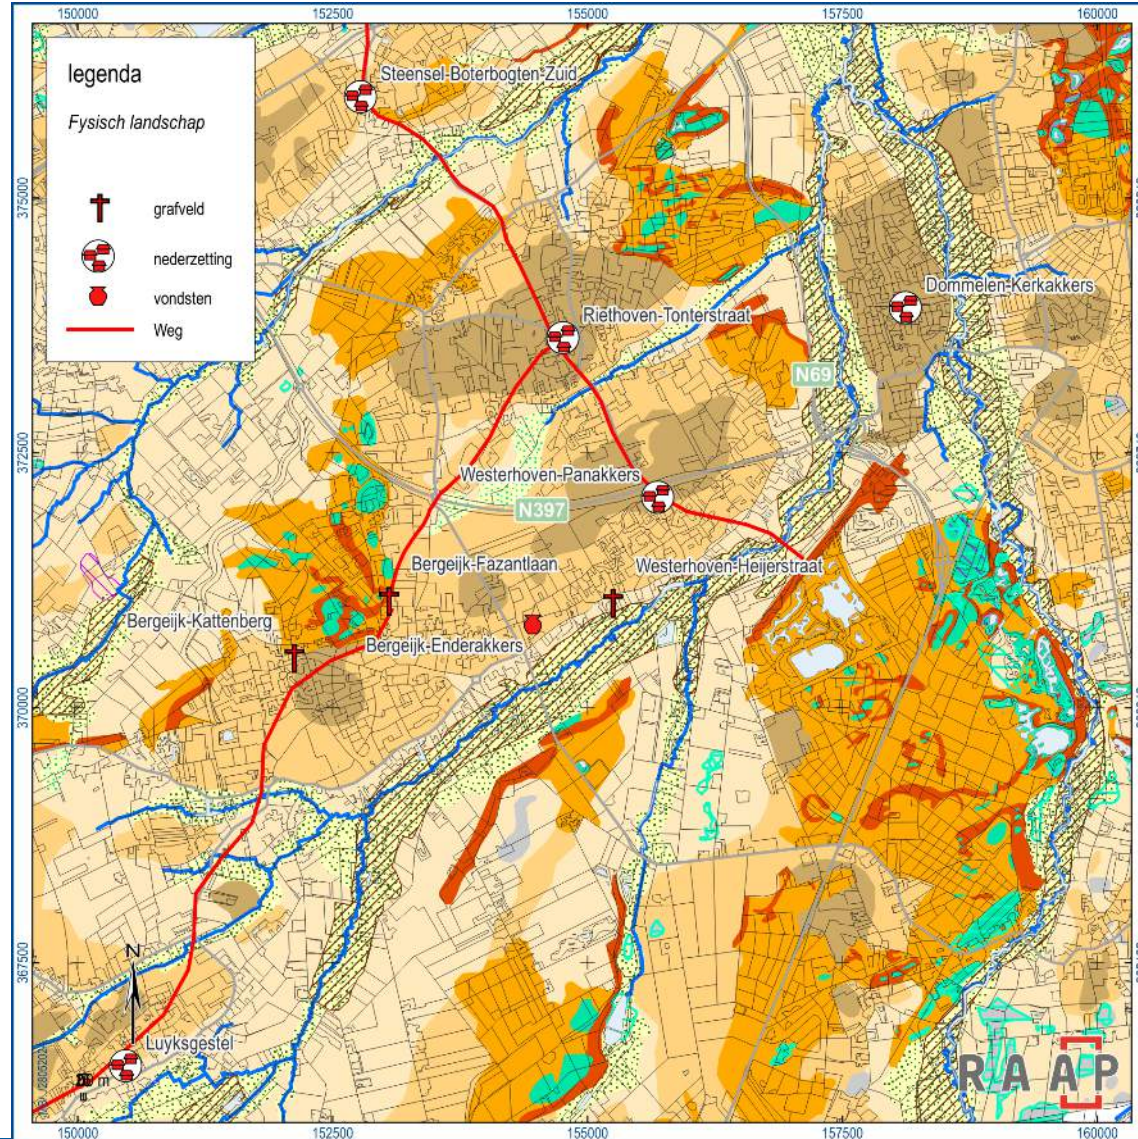 150000 152500 155000 157500 160000
legenda
Fysisch landschap
grafveld
nederzetting
vondsten
Weg
Steensel-Boterbogten-Zuid
375000
Dommelen-Kerkakkers
Riethoven-Tonterstraat
N69
372500
Westerhoven-Panakkers
N397
Bergeijk-Fazantlaan
Westerhoven-Heijerstraat
Bergeijk-Kattenberg
Bergeijk-Enderakkers
370000
367500
N
Luyksgestel
RAAP
150000 152500 155000 157500 160000